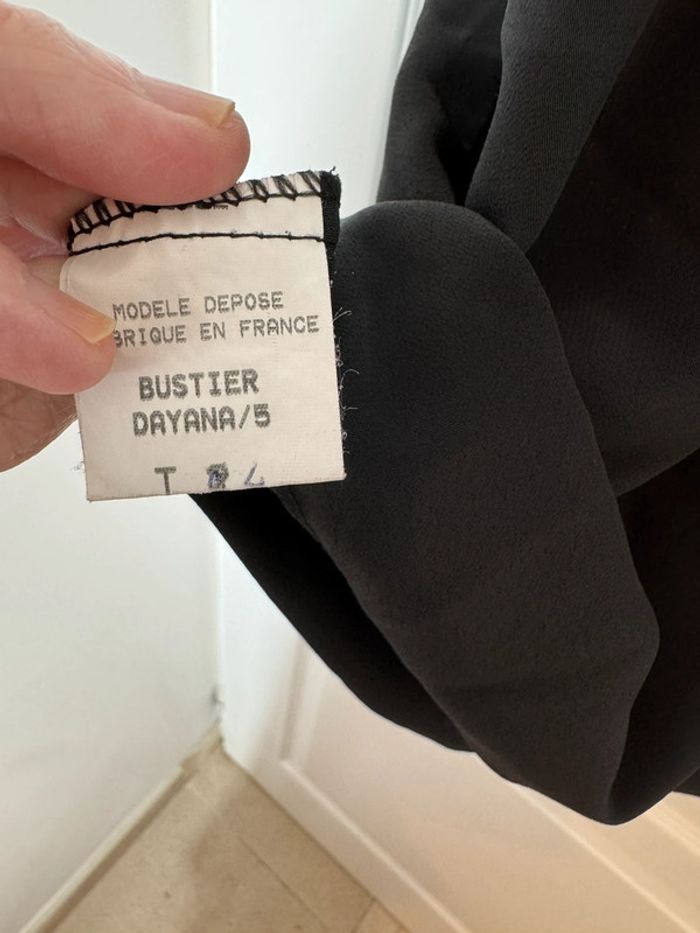 MODELE DEPOSE
BRIQUE EN FRANCE
BUSTIER
DAYANA/5
T